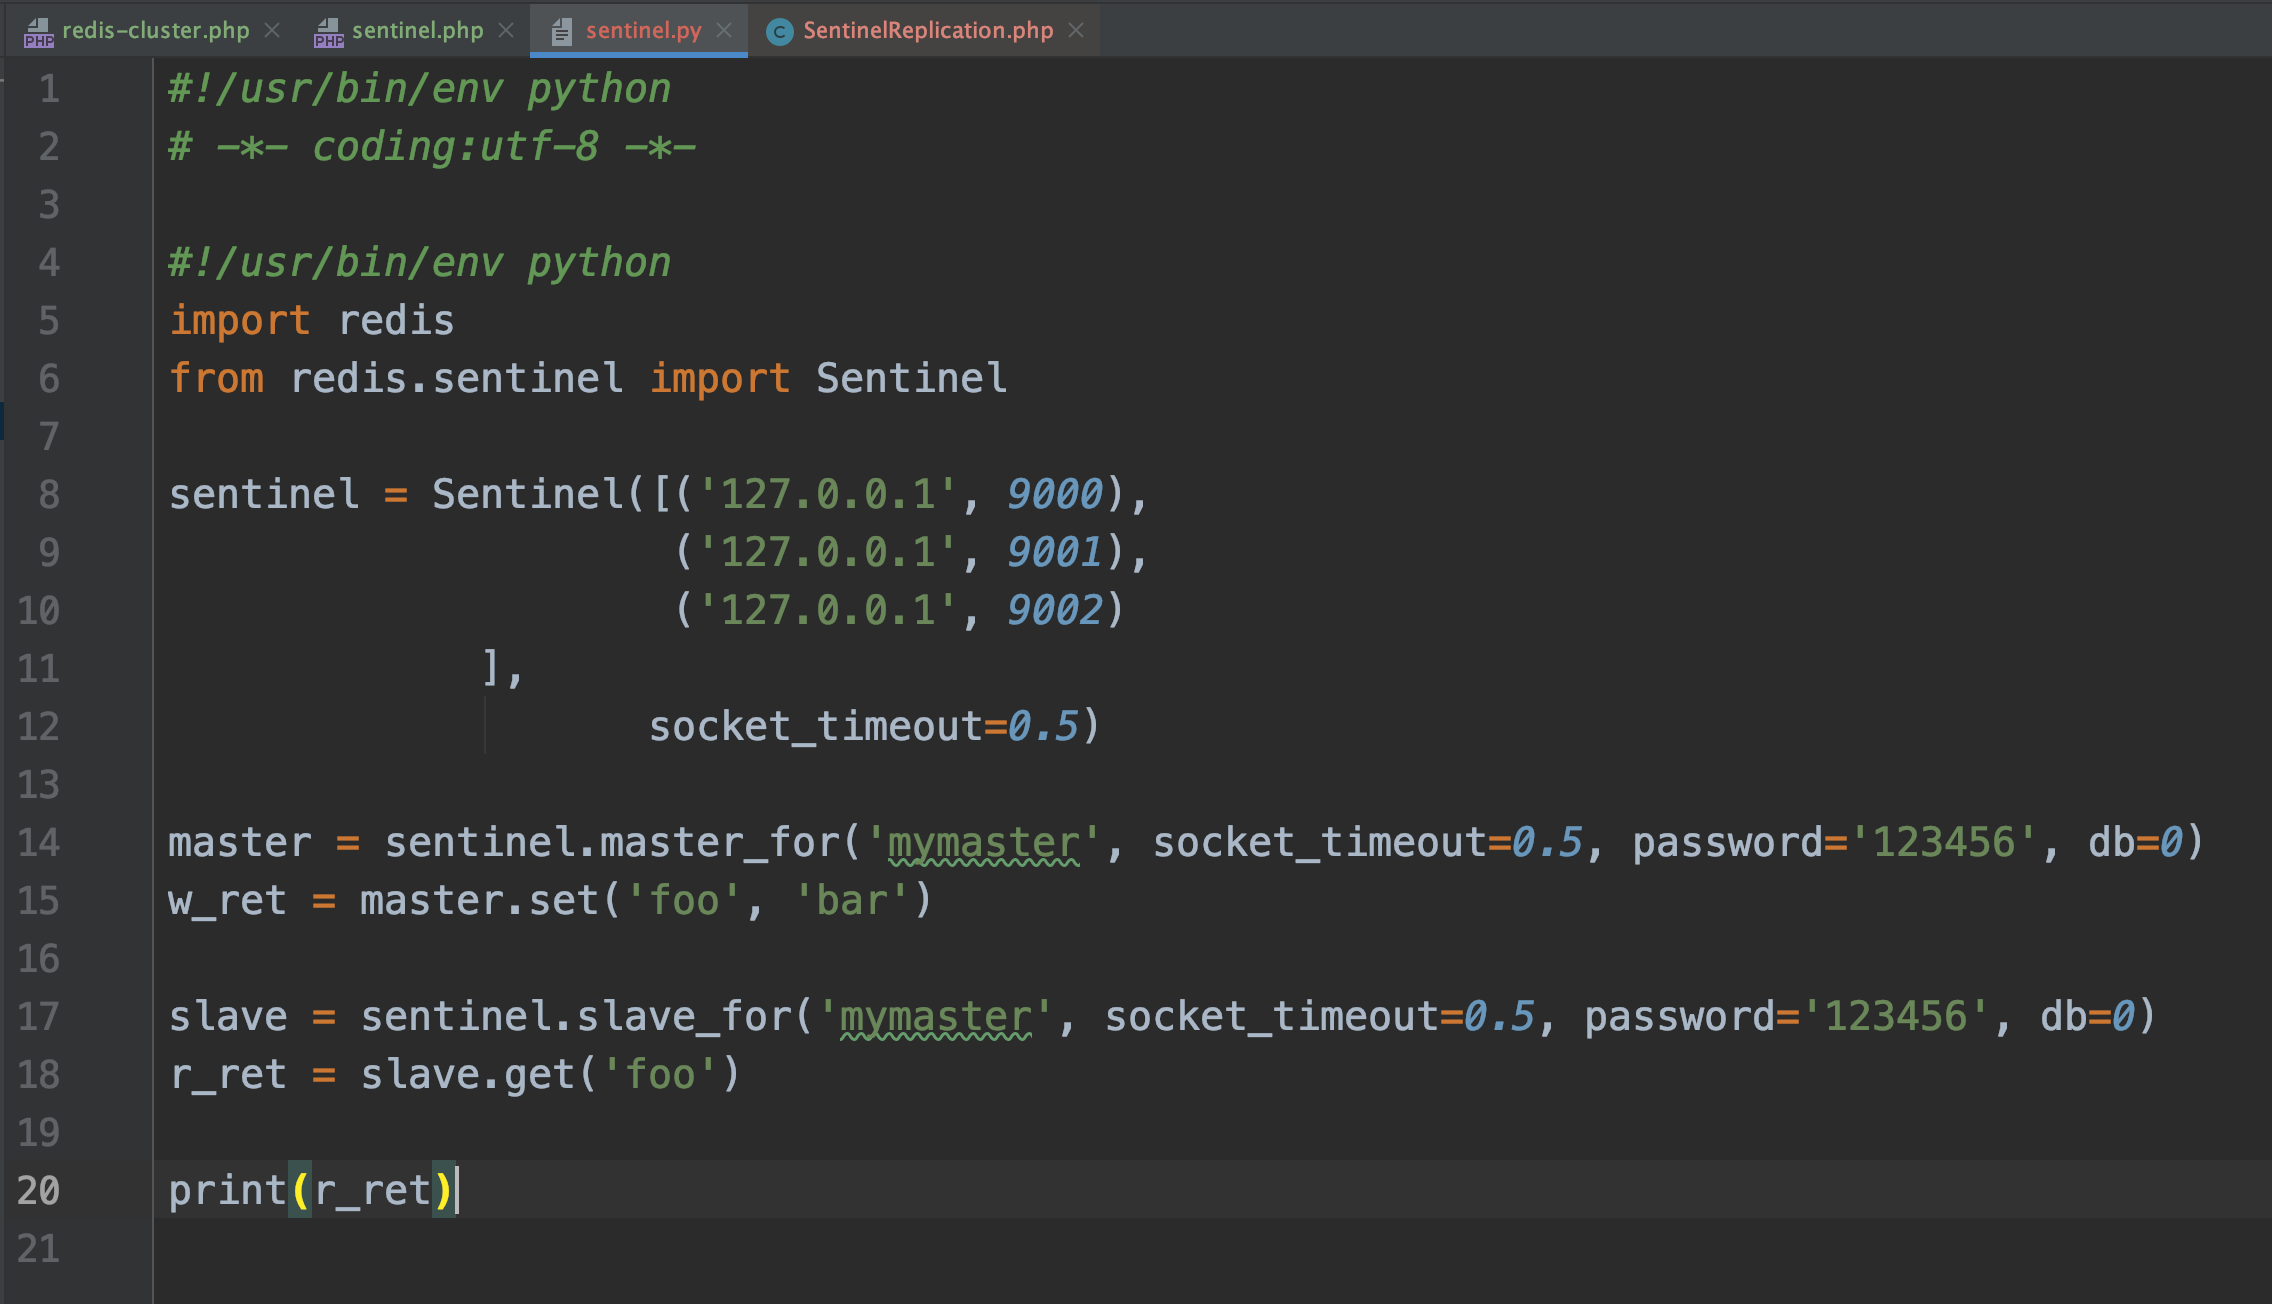 redis-cluster.php sentinel.php sentinel.py C SentinelReplication.php
1 #!/usr/bin/env python
2 # -*- coding:utf-8 -*-
3
4 #!/usr/bin/env python
5 import redis
6 from redis.sentinel import Sentinel
7
8 sentinel = Sentinel([('127.0.0.1', 9000),
9 ('127.0.0.1', 9001),
10 ('127.0.0.1', 9002)
11 ],
12 socket_timeout=0.5)
13
14 master = sentinel.master_for('mymaster', socket_timeout=0.5, password='123456', db=0)
15 w_ret = master.set('foo', 'bar')
16
17 slave = sentinel.slave_for('mymaster', socket_timeout=0.5, password='123456', db=0)
18 r_ret = slave.get('foo')
19
20 print(r_ret)
21